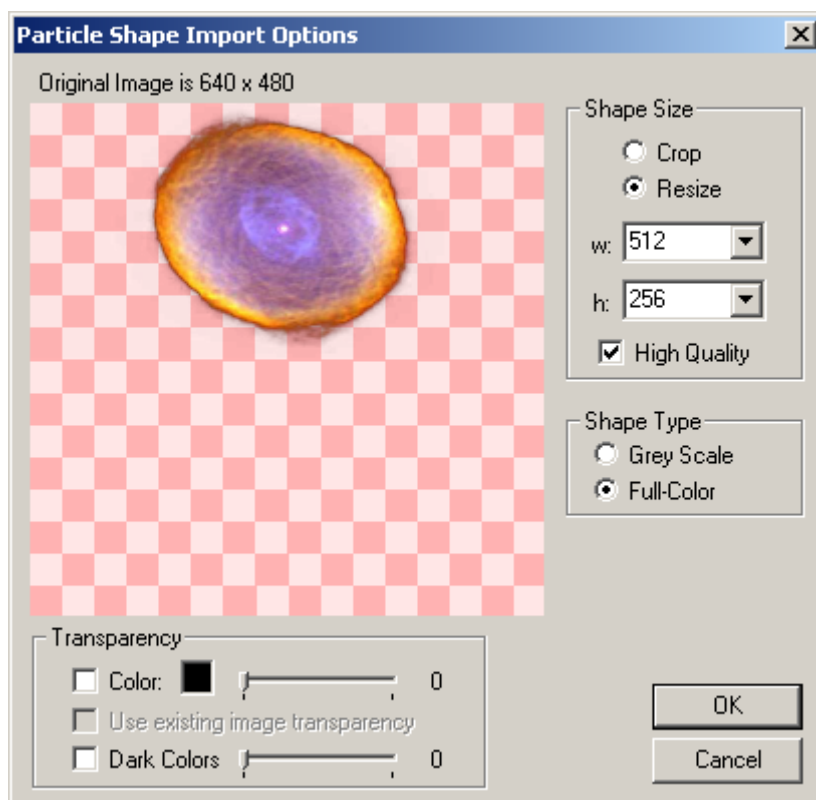 Particle Shape Import Options
Original Image is 640 x 480
Shape Size
Crop
Resize
w: 512
h: 256
High Quality
Shape Type
Grey Scale
Full-Color
Transparency
Color: 0
Use existing image transparency
Dark Colors 0
OK
Cancel